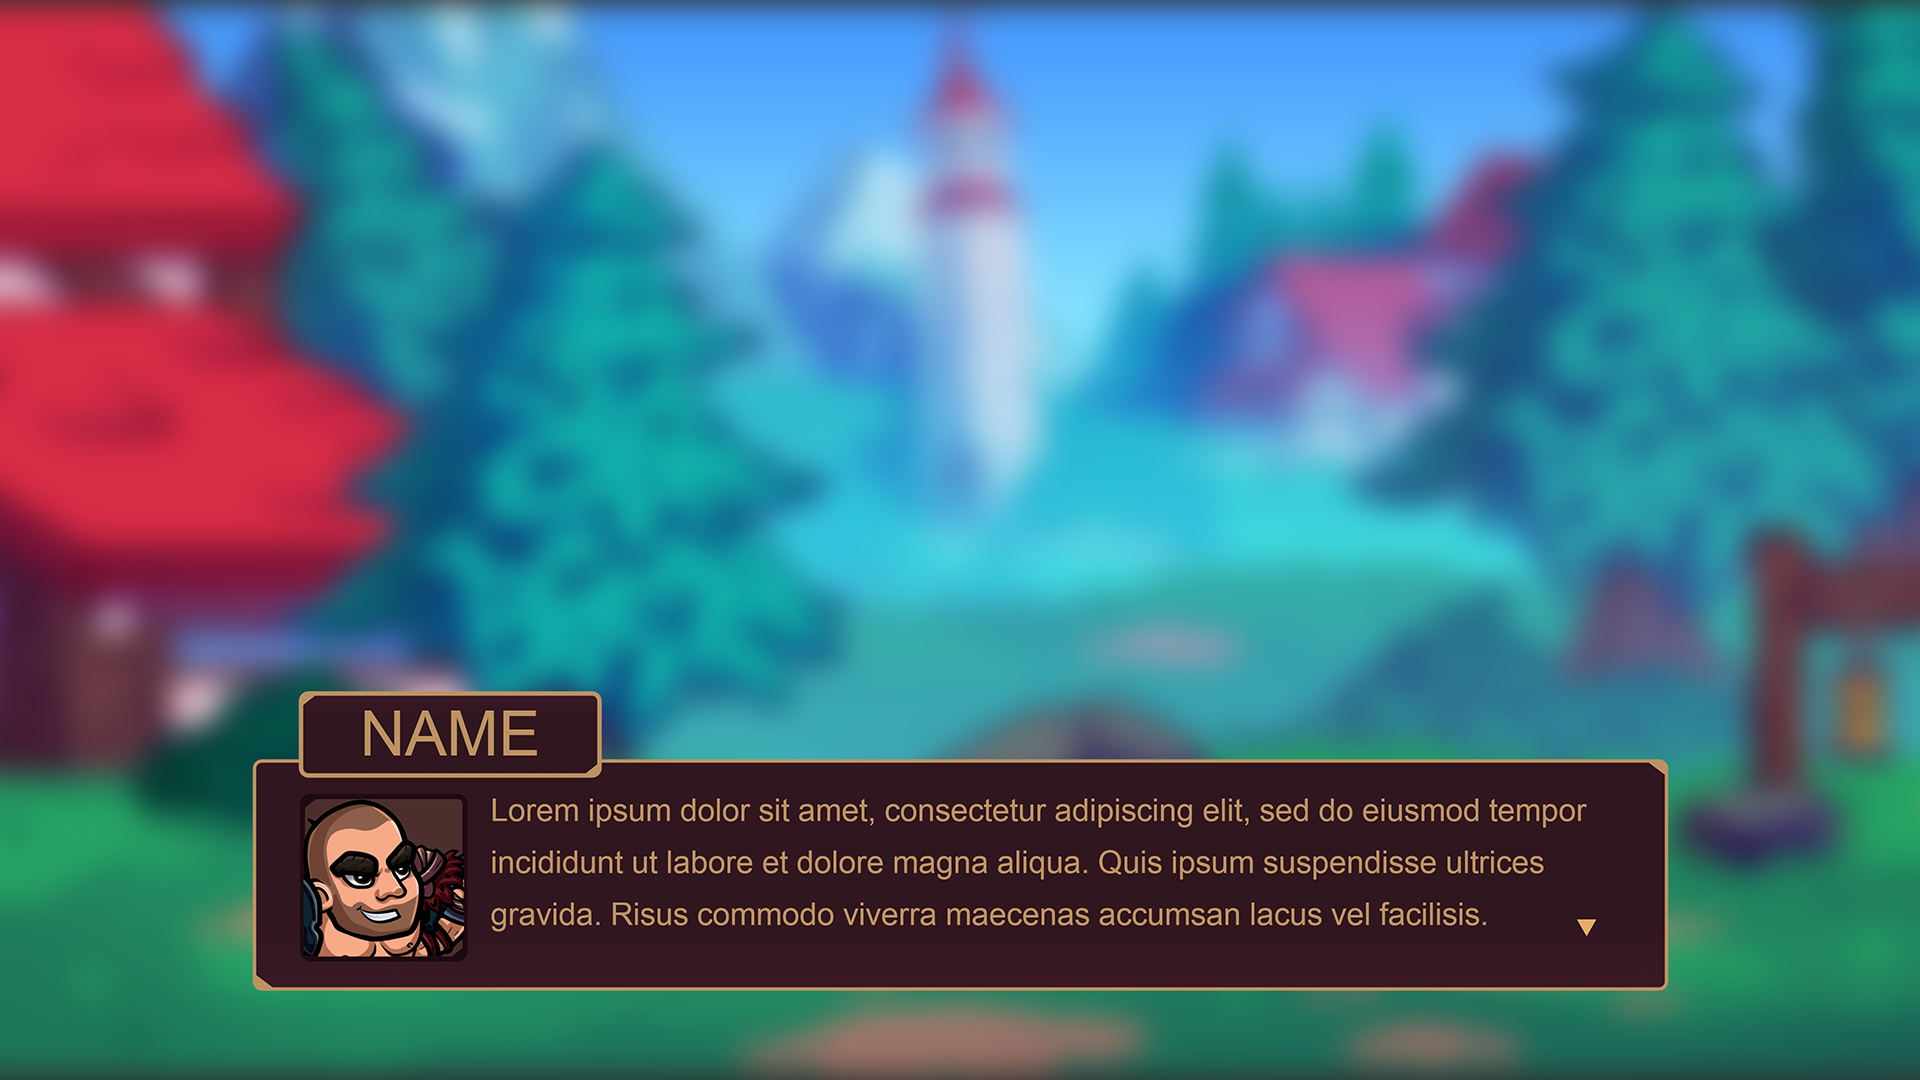 NAME
Lorem ipsum dolor sit amet, consectetur adipiscing elit, sed do eiusmod tempor
incididunt ut labore et dolore magna aliqua. Quis ipsum suspendisse ultrices
gravida. Risus commodo viverra maecenas accumsan lacus vel facilisis.